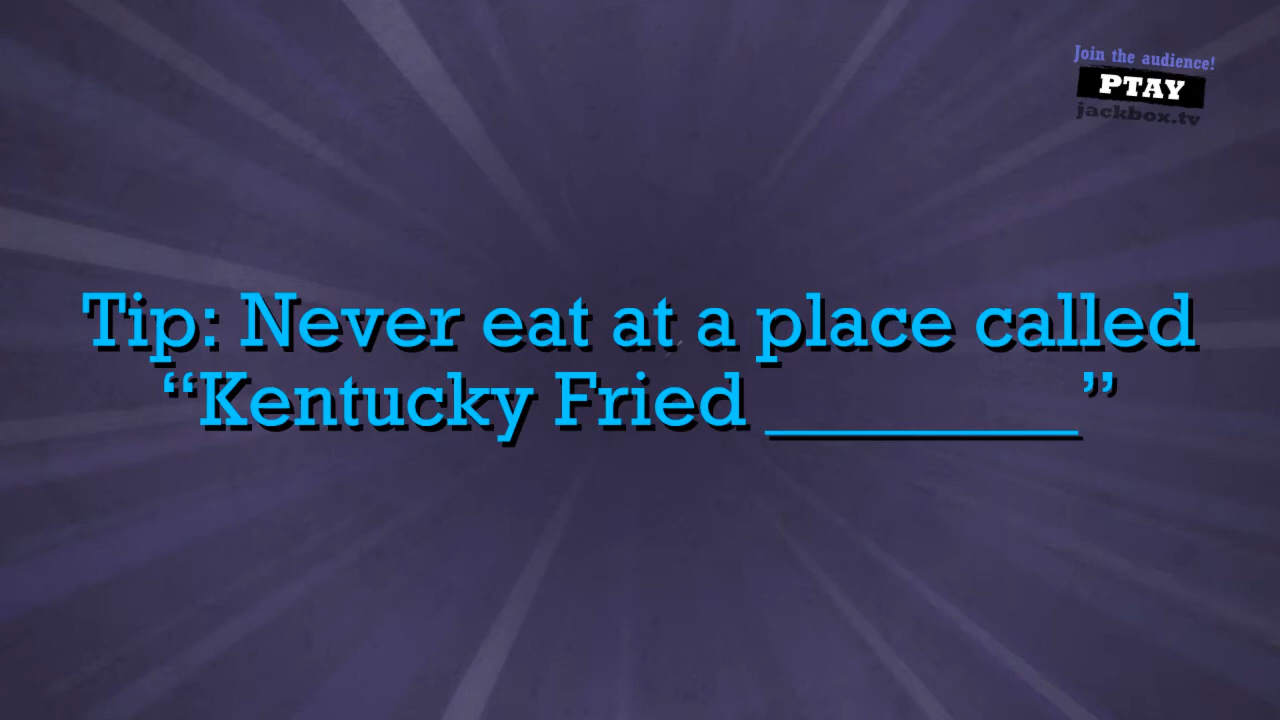 Join the audience!
PTAY
jackbox.tv
Tip: Never eat at a place called
“Kentucky Fried ________”